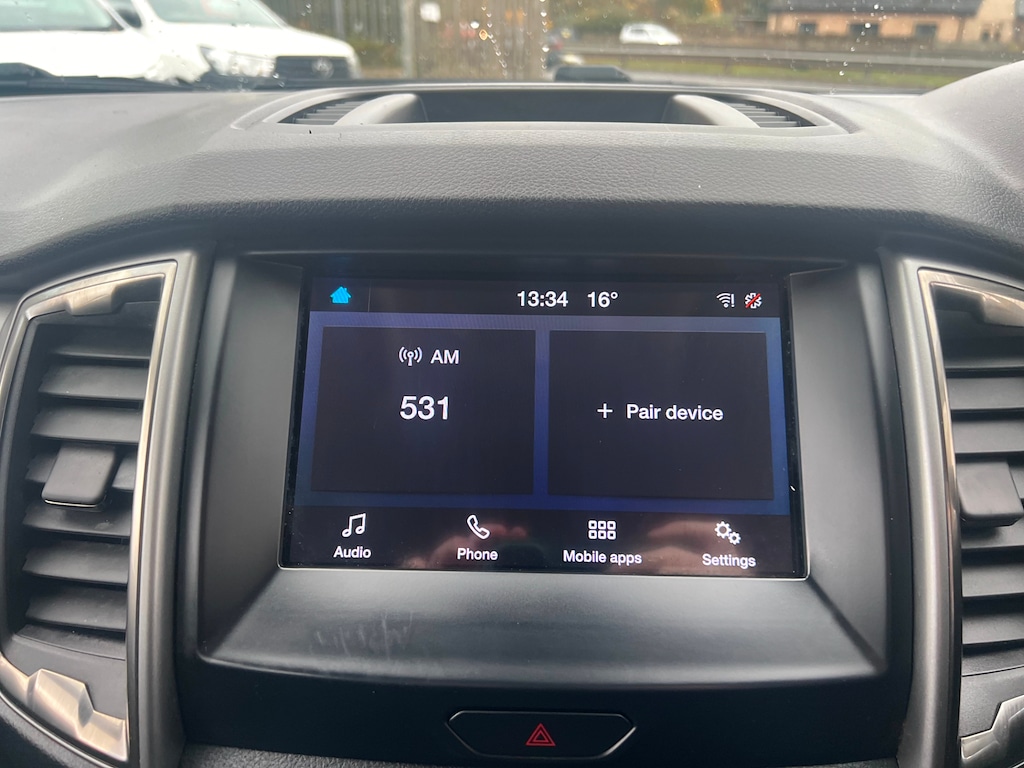 13:34 16°
AM
531
+ Pair device
Audio Phone Mobile apps Settings